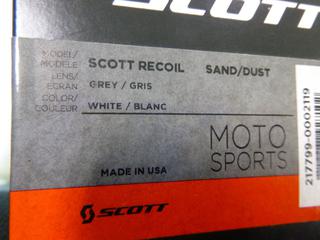 SCOTT
MODEL/ MODELE SCOTT RECOIL SAND/DUST
LENS/ ECRAN GREY / GRIS
COLOR/ COULEUR WHITE / BLANC
MOTO
SPORTS
MADE IN USA
SCOTT
217799-0002119